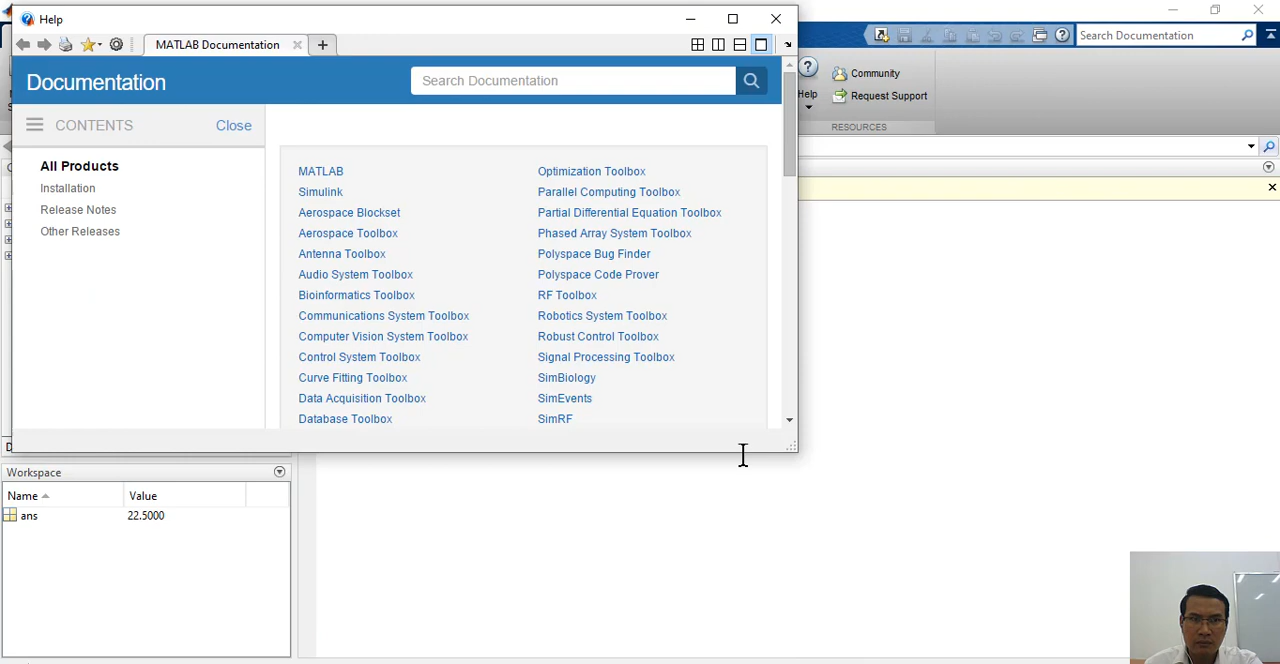 Help
MATLAB Documentation
Search Documentation
Documentation
Search Documentation
Community
Help
Request Support
RESOURCES
CONTENTS
Close
All Products
Installation
Release Notes
Other Releases
MATLAB
Simulink
Aerospace Blockset
Aerospace Toolbox
Antenna Toolbox
Audio System Toolbox
Bioinformatics Toolbox
Communications System Toolbox
Computer Vision System Toolbox
Control System Toolbox
Curve Fitting Toolbox
Data Acquisition Toolbox
Database Toolbox
Optimization Toolbox
Parallel Computing Toolbox
Partial Differential Equation Toolbox
Phased Array System Toolbox
Polyspace Bug Finder
Polyspace Code Prover
RF Toolbox
Robotics System Toolbox
Robust Control Toolbox
Signal Processing Toolbox
SimBiology
SimEvents
SimRF
Workspace
Name Value
ans 22.5000